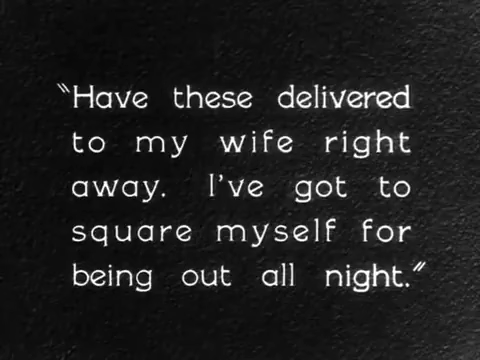 "Have these delivered
to my wife right
away. I've got to
square myself for
being out all night."